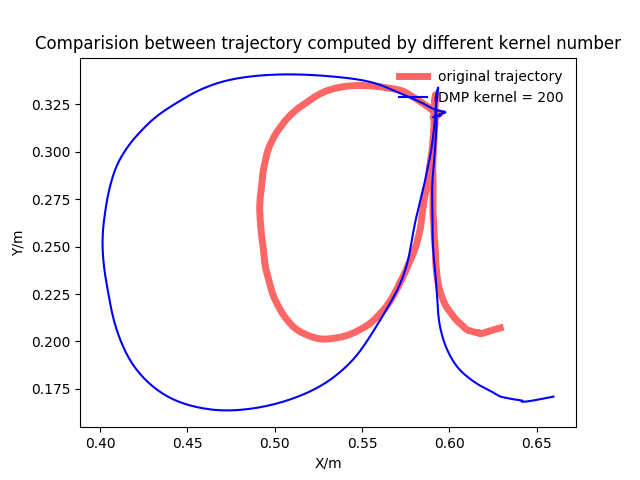 Comparision between trajectory computed by different kernel number
original trajectory
DMP kernel = 200
0.325
0.300
0.275
0.250
0.225
0.200
0.175
Y/m
0.40
0.45
0.50
0.55
0.60
0.65
X/m